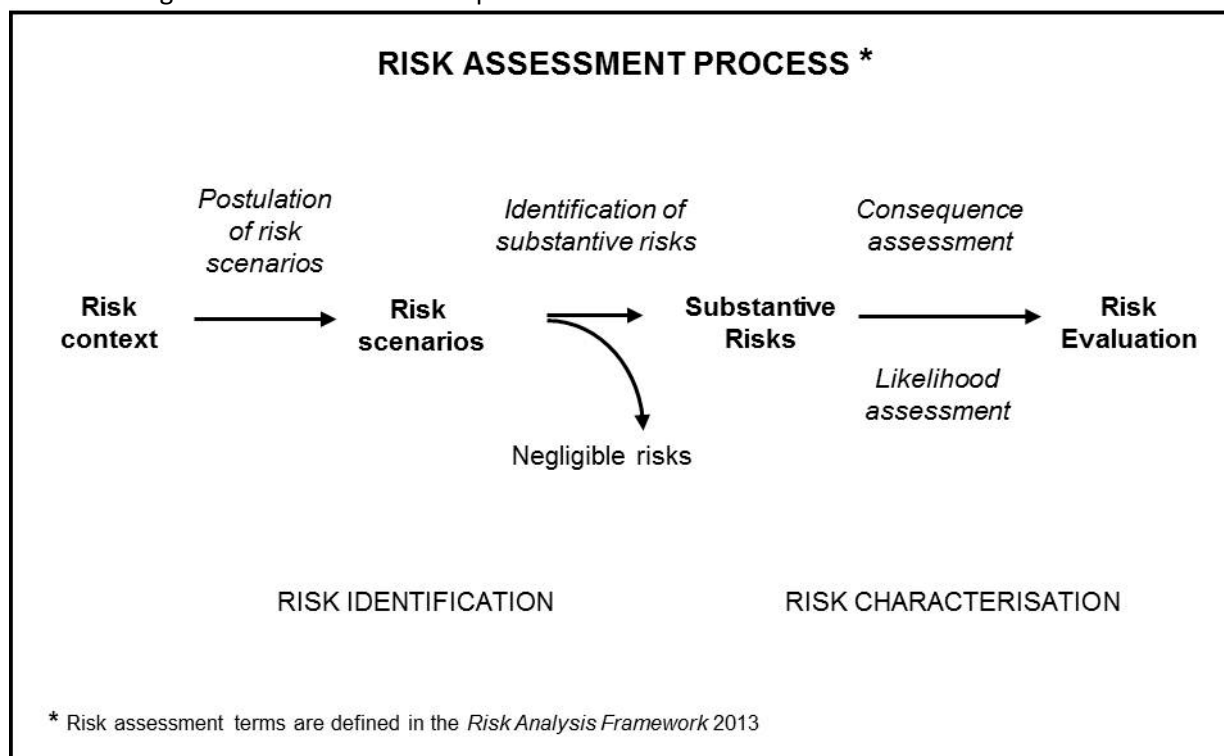 RISK ASSESSMENT PROCESS *
Postulation
of risk
scenarios
Identification of
substantive risks
Consequence
assessment
Risk
context
Risk
scenarios
Substantive
Risks
Risk
Evaluation
Likelihood
assessment
Negligible risks
RISK IDENTIFICATION
RISK CHARACTERISATION
* Risk assessment terms are defined in the Risk Analysis Framework 2013